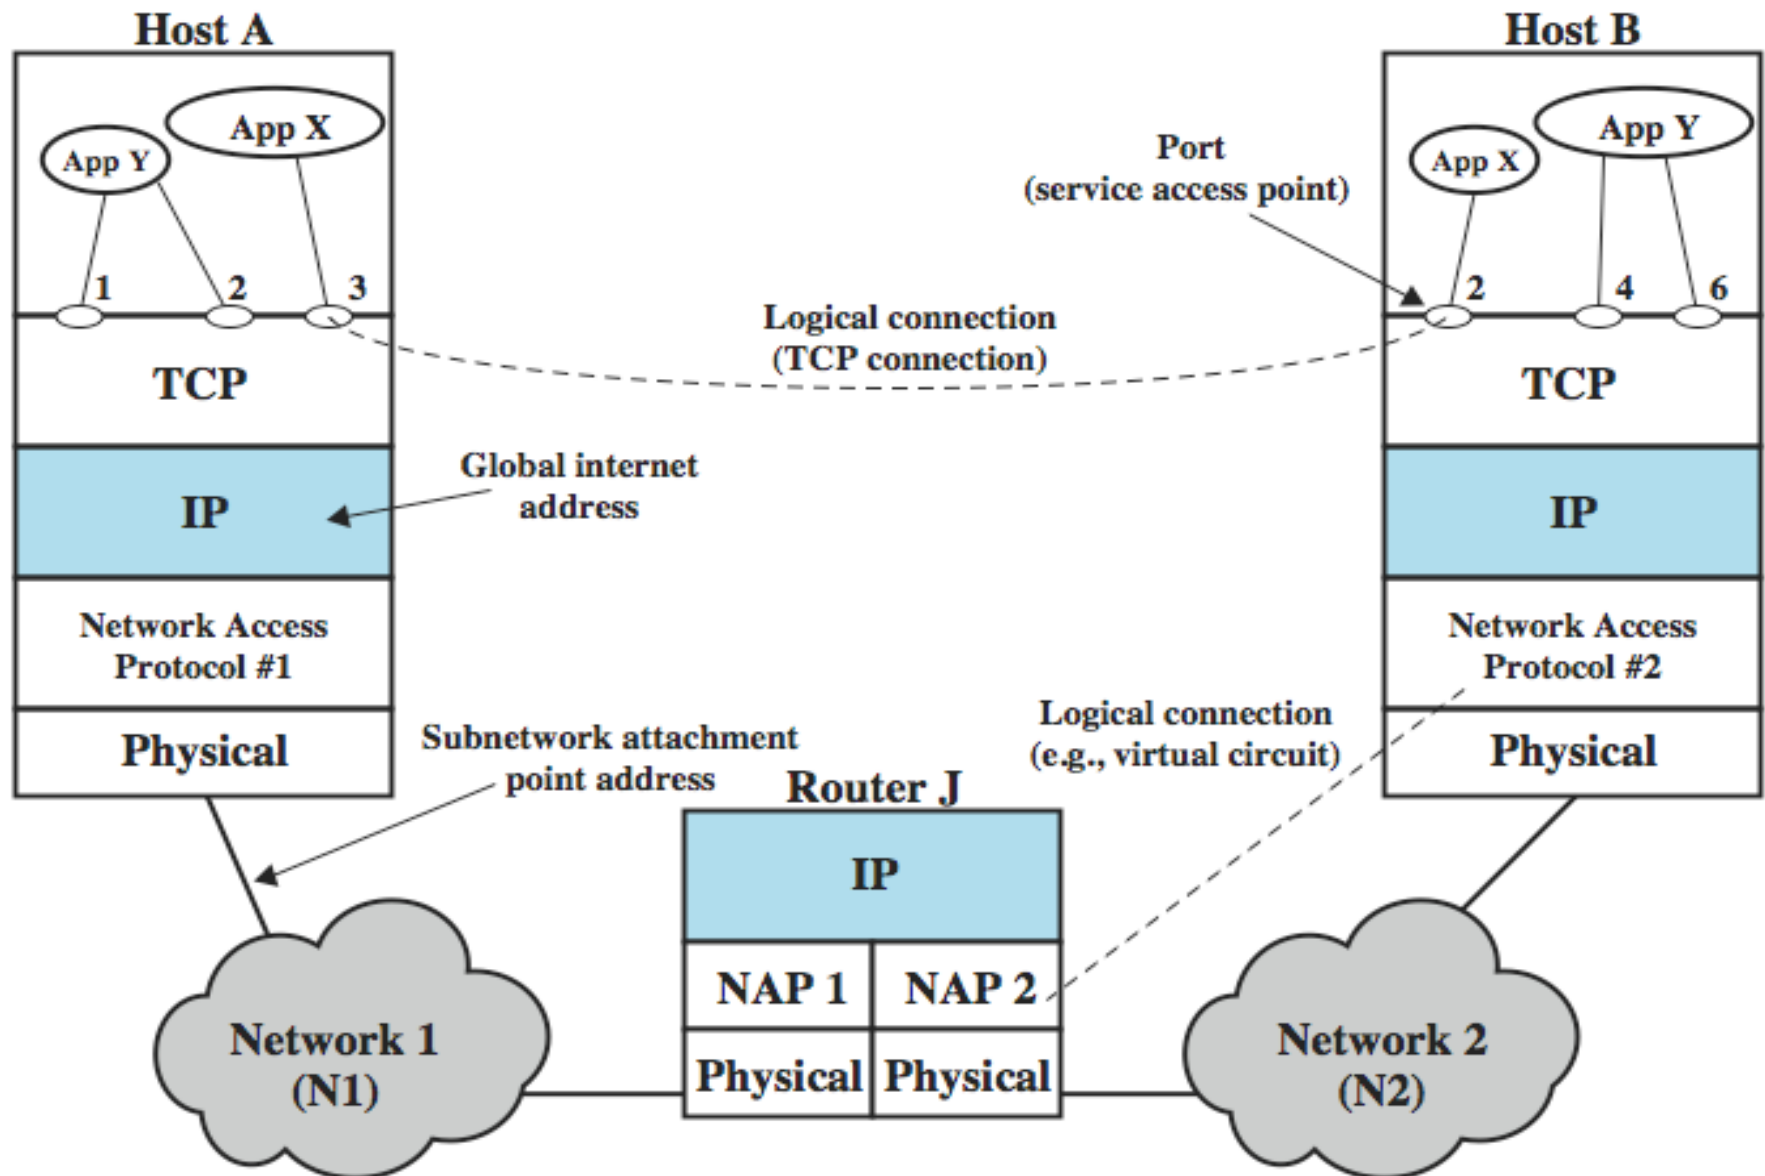 Host A
App Y
App X
1
2
3
TCP
IP
Network Access
Protocol #1
Physical
Host B
App X
App Y
2
4
6
TCP
IP
Network Access
Protocol #2
Physical
Port
(service access point)
Logical connection
(TCP connection)
Global internet
address
Subnetwork attachment
point address
Logical connection
(e.g., virtual circuit)
Router J
IP
NAP 1
NAP 2
Physical
Physical
Network 1
(N1)
Network 2
(N2)